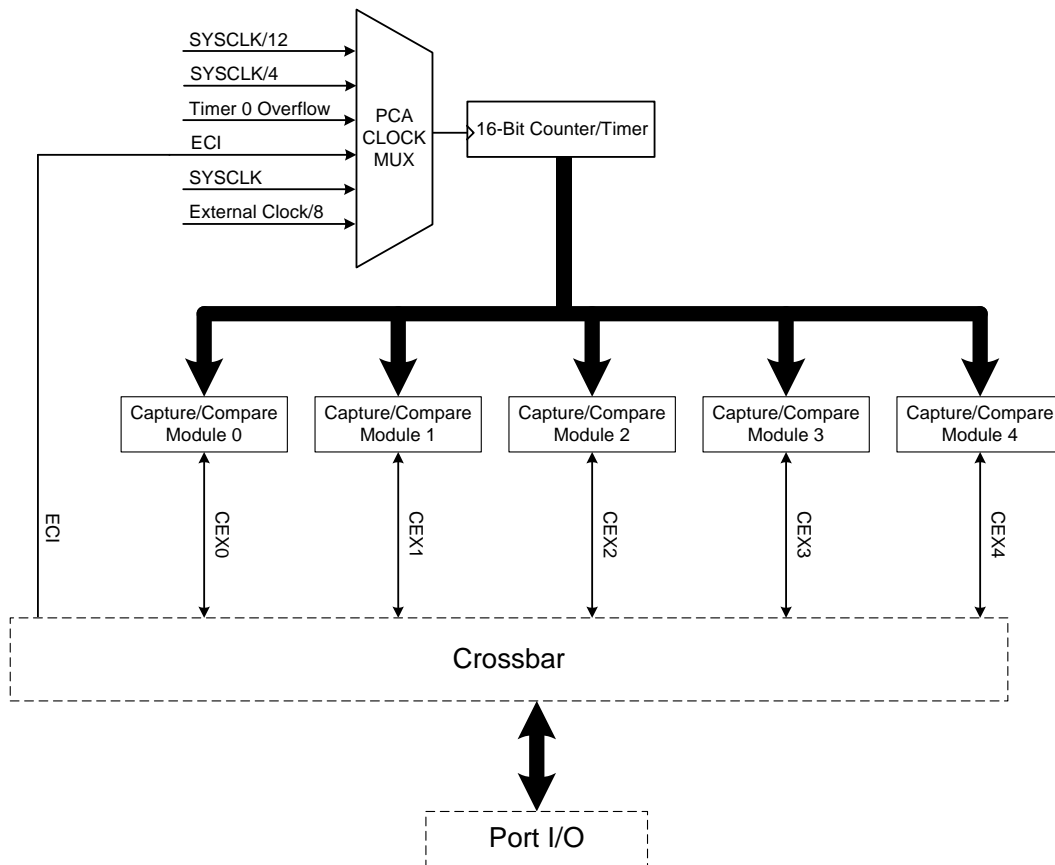 SYSCLK/12
SYSCLK/4
Timer 0 Overflow
ECI
SYSCLK
External Clock/8
PCA
CLOCK
MUX
16-Bit Counter/Timer
Capture/Compare
Module 0
Capture/Compare
Module 1
Capture/Compare
Module 2
Capture/Compare
Module 3
Capture/Compare
Module 4
ECI
CEX0
CEX1
CEX2
CEX3
CEX4
Crossbar
Port I/O